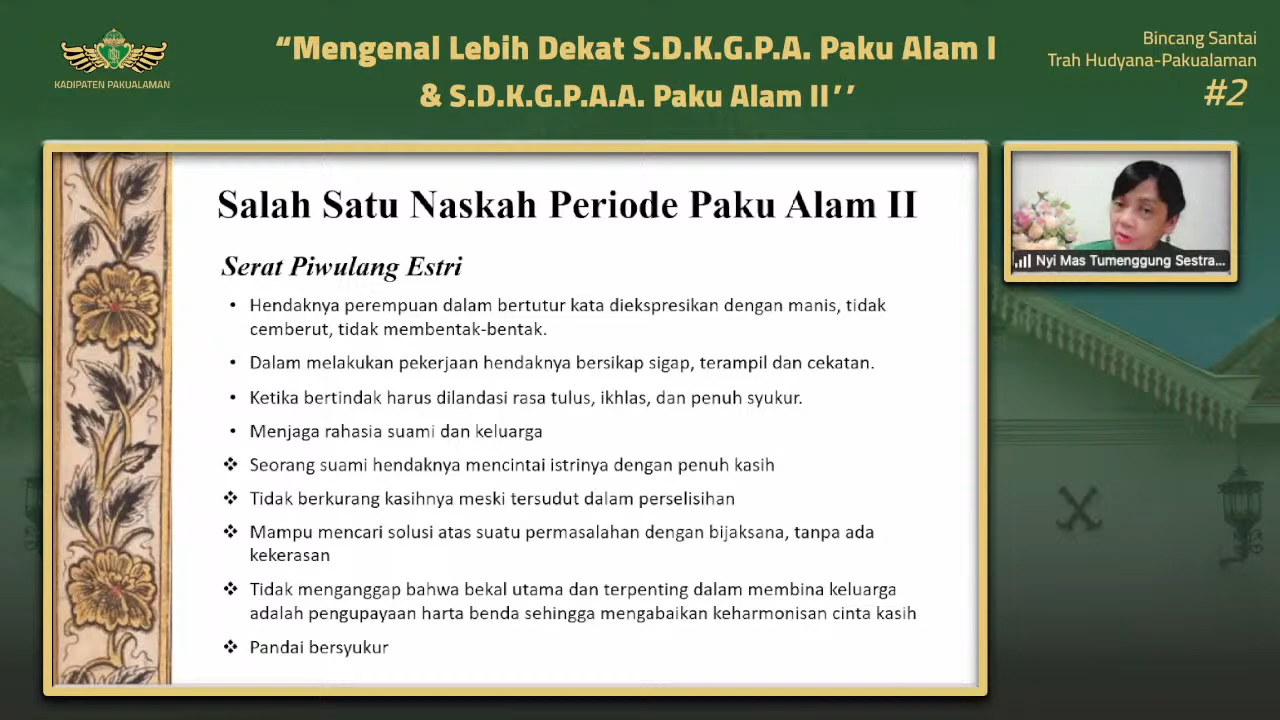 KADIPATEN PAKUALAMAN
“Mengenal Lebih Dekat S.D.K.G.P.A. Paku Alam I
& S.D.K.G.P.A.A. Paku Alam II’’
Bincang Santai
Trah Hudyana-Pakualaman
#2
Salah Satu Naskah Periode Paku Alam II
Serat Piwulang Estri
• Hendaknya perempuan dalam bertutur kata diekspresikan dengan manis, tidak
cemberut, tidak membentak-bentak.
• Dalam melakukan pekerjaan hendaknya bersikap sigap, terampil dan cekatan.
• Ketika bertindak harus dilandasi rasa tulus, ikhlas, dan penuh syukur.
• Menjaga rahasia suami dan keluarga
❖ Seorang suami hendaknya mencintai istrinya dengan penuh kasih
❖ Tidak berkurang kasihnya meski tersudut dalam perselisihan
❖ Mampu mencari solusi atas suatu permasalahan dengan bijaksana, tanpa ada
kekerasan
❖ Tidak menganggap bahwa bekal utama dan terpenting dalam membina keluarga
adalah pengupayaan harta benda sehingga mengabaikan keharmonisan cinta kasih
❖ Pandai bersyukur
Nyi Mas Tumenggung Sestra...